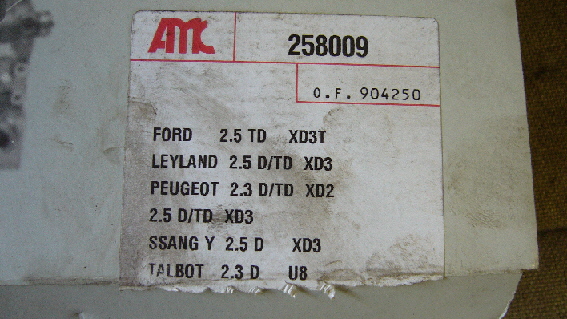 AMC 258009
O.F. 904250
FORD 2.5 TD XD3T
LEYLAND 2.5 D/TD XD3
PEUGEOT 2.3 D/TD XD2
2.5 D/TD XD3
SSANG Y 2.5 D XD3
TALBOT 2.3 D U8